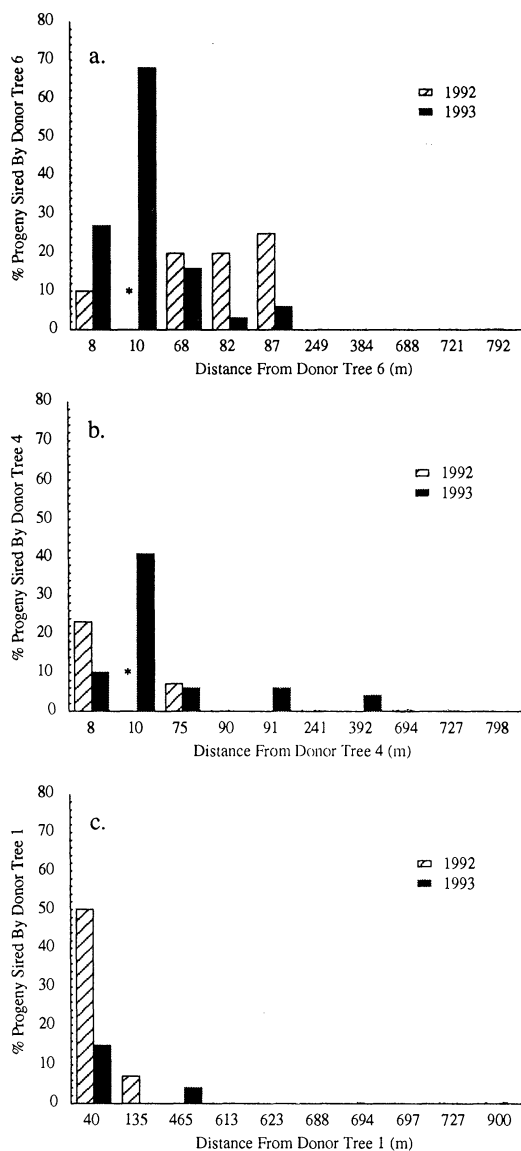 80
a.
70
1992
1993
60
50
40
30
20
10
*
0
% Progeny Sired By Donor Tree 6
8 10 68 82 87 249 384 688 721 792
Distance From Donor Tree 6 (m)
80
b.
70
1992
1993
60
50
40
30
20
10
*
0
% Progeny Sired By Donor Tree 4
8 10 75 90 91 241 392 694 727 798
Distance From Donor Tree 4 (m)
80
c.
70
1992
1993
60
50
40
30
20
10
0
% Progeny Sired By Donor Tree 1
40 135 465 613 623 688 694 697 727 900
Distance From Donor Tree 1 (m)